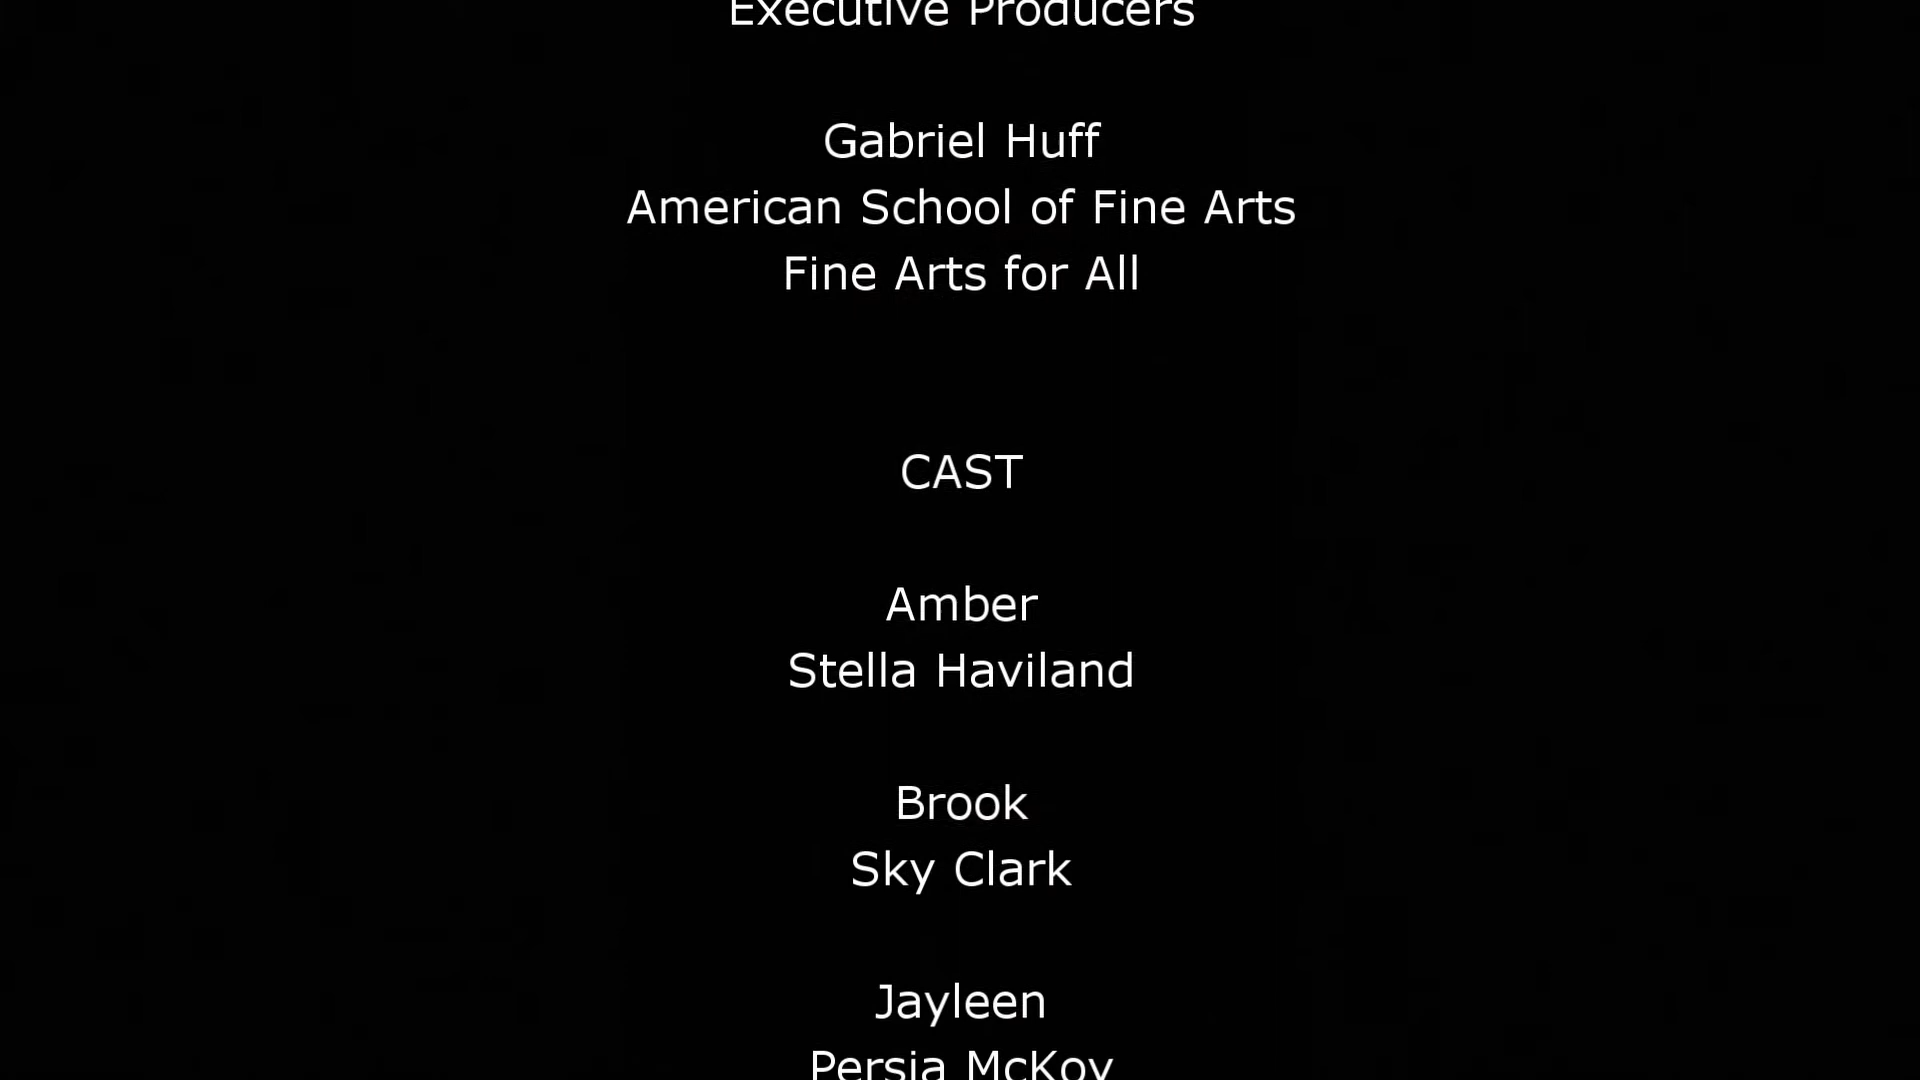 Executive Producers
Gabriel Huff
American School of Fine Arts
Fine Arts for All
CAST
Amber
Stella Haviland
Brook
Sky Clark
Jayleen
Persia McKoy